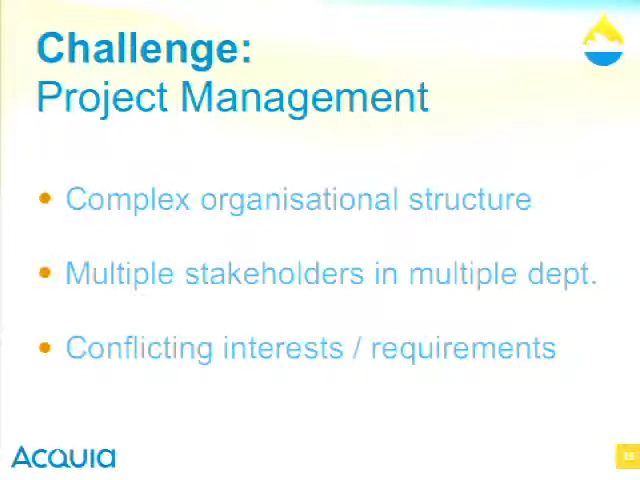 Challenge:
Project Management
Complex organisational structure
Multiple stakeholders in multiple dept.
Conflicting interests / requirements
Acquia